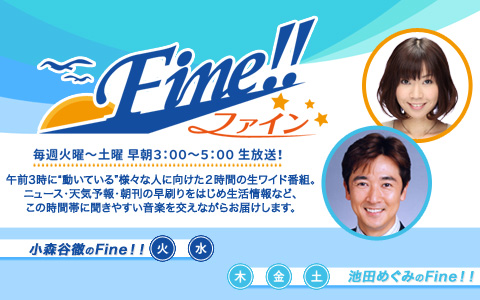 Fine!!
ファイン
毎週火曜～土曜 早朝3:00～5:00 生放送!
午前3時に“動いている”様々な人に向けた2時間の生ワイド番組。
ニュース・天気予報・朝刊の早刷りをはじめ生活情報など、
この時間帯に聞きやすい音楽を交えながらお届けします。
小森谷徹のFine!! 火 水
木 金 土 池田めぐみのFine!!